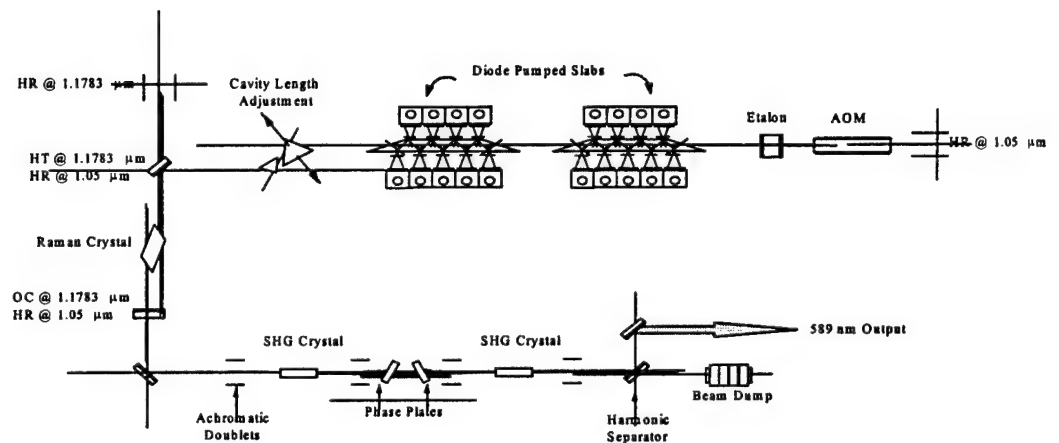 HR @ 1.1783 μm
Cavity Length
Adjustment
Diode Pumped Slabs
Etalon
AOM
HR @ 1.05 μm
HT @ 1.1783 μm
HR @ 1.05 μm
Raman Crystal
OC @ 1.1783 μm
HR @ 1.05 μm
SHG Crystal
SHG Crystal
589 nm Output
Achromatic
Doublets
Phase Plates
Harmonic
Separator
Beam Dump